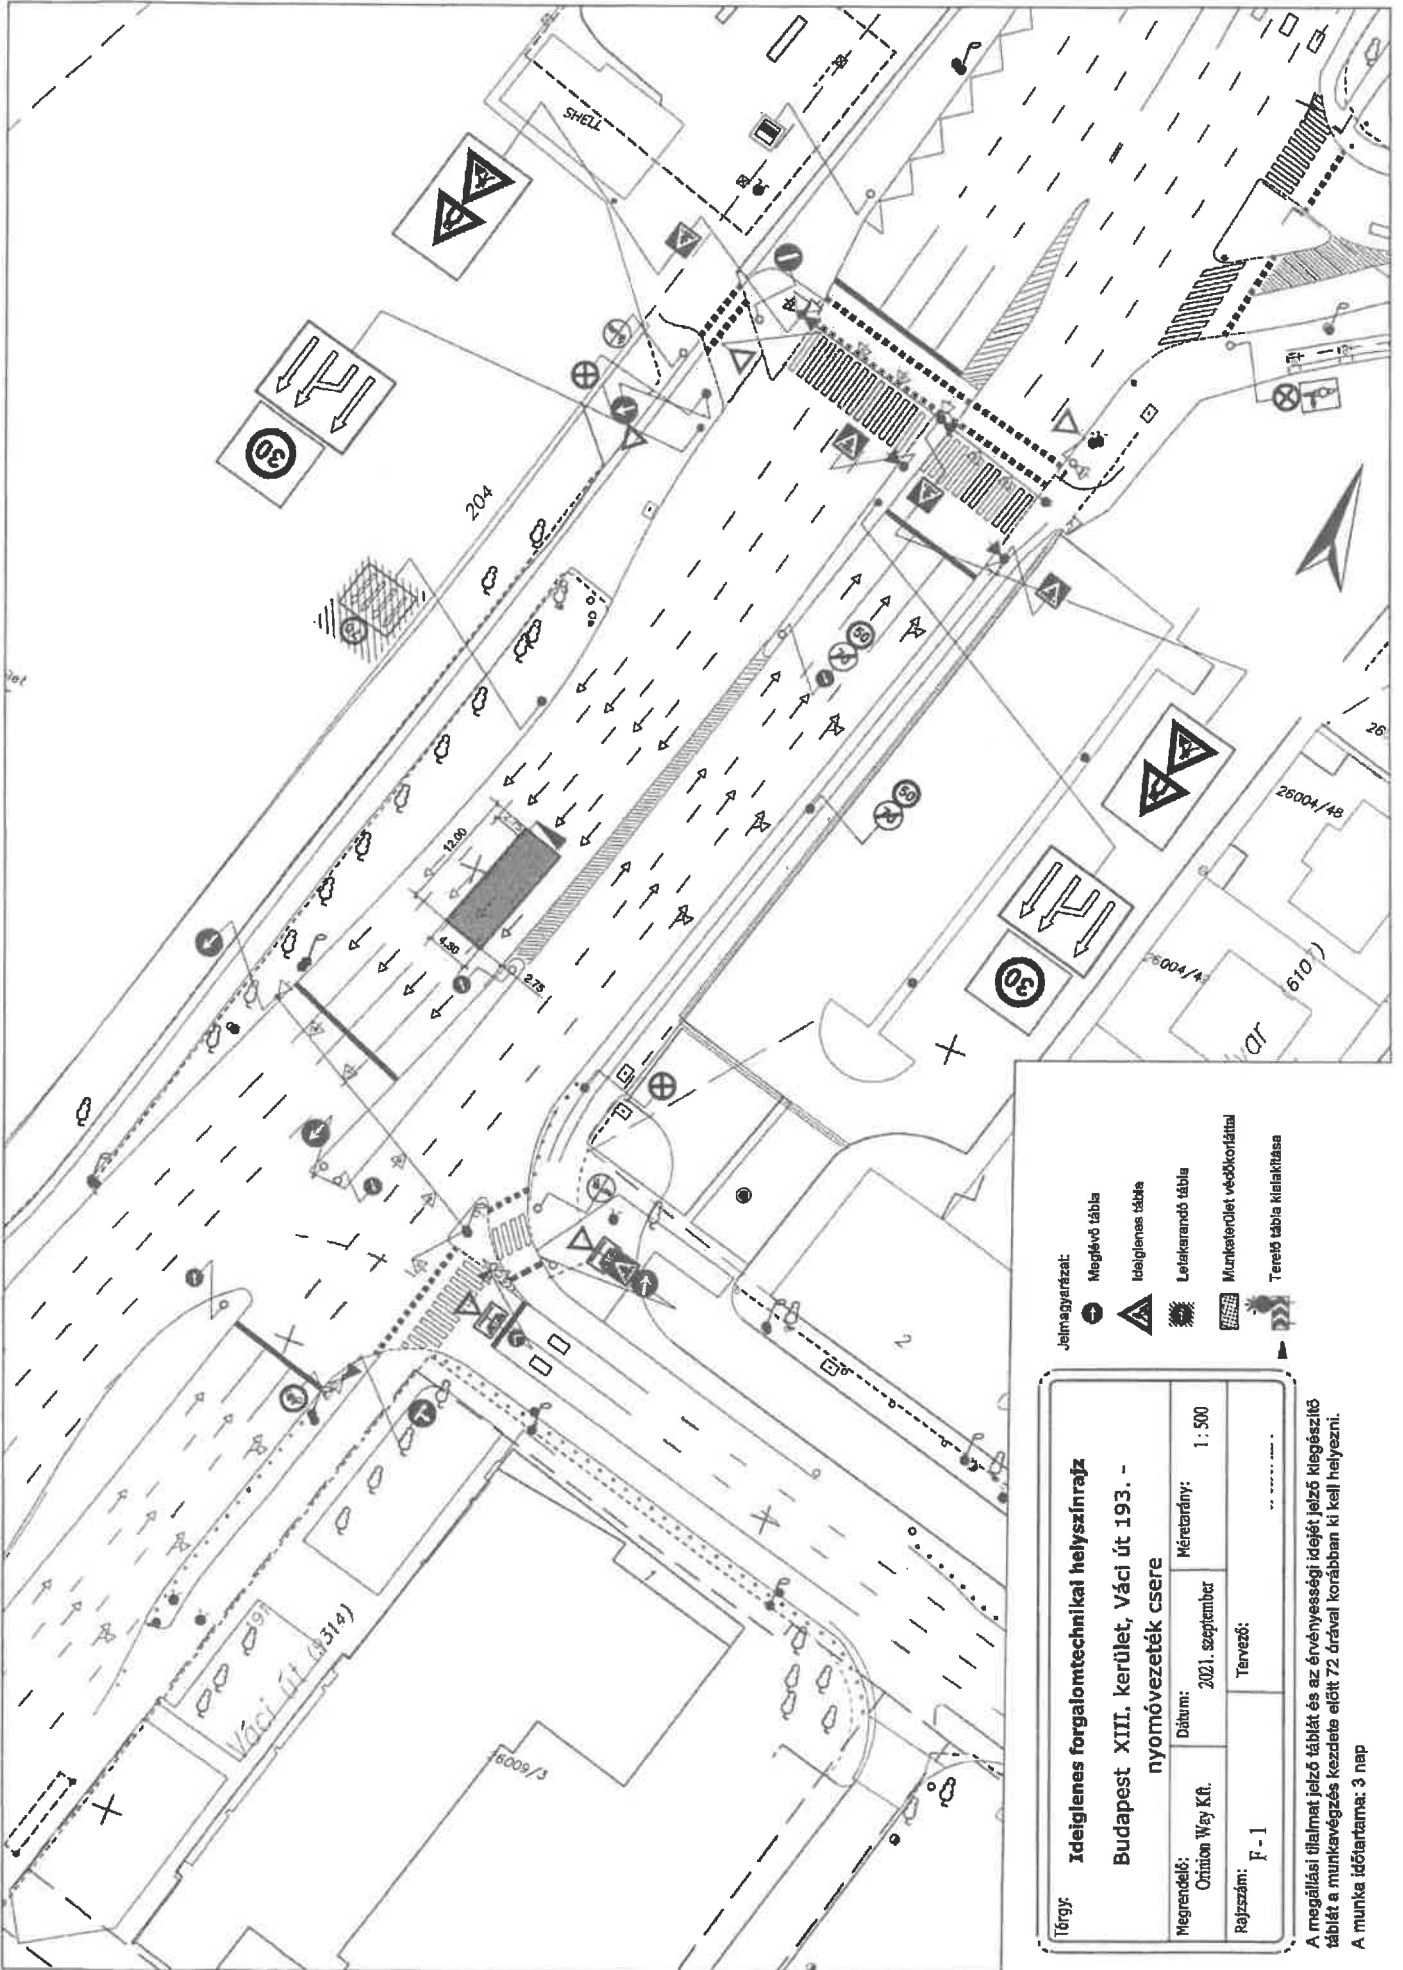 SHELL
204
30
50
50
12.00
4.30
2.75
26004/48
610
30
2
Váci út
26009/3
Jelmagyarázat:
Meglévő tábla
Ideiglenes tábla
Letakarandó tábla
Munkaterület védőkorláttal
Terelő tábla kialakítása
Tárgy:
Ideiglenes forgalomtechnikai helyszínrajz
Budapest XIII. kerület, Váci út 193. -
nyomóvezeték csere
Megrendelő:
Orimion Way Kft.
Dátum:
2021. szeptember
Méretarány:
1 : 500
Rajzszám:
F - 1
Tervező:
A megállási tilalmat jelző táblát és az érvényességi idejét jelző kiegészítő
táblát a munkavégzés kezdete előtt 72 órával korábban ki kell helyezni.
A munka időtartama: 3 nap